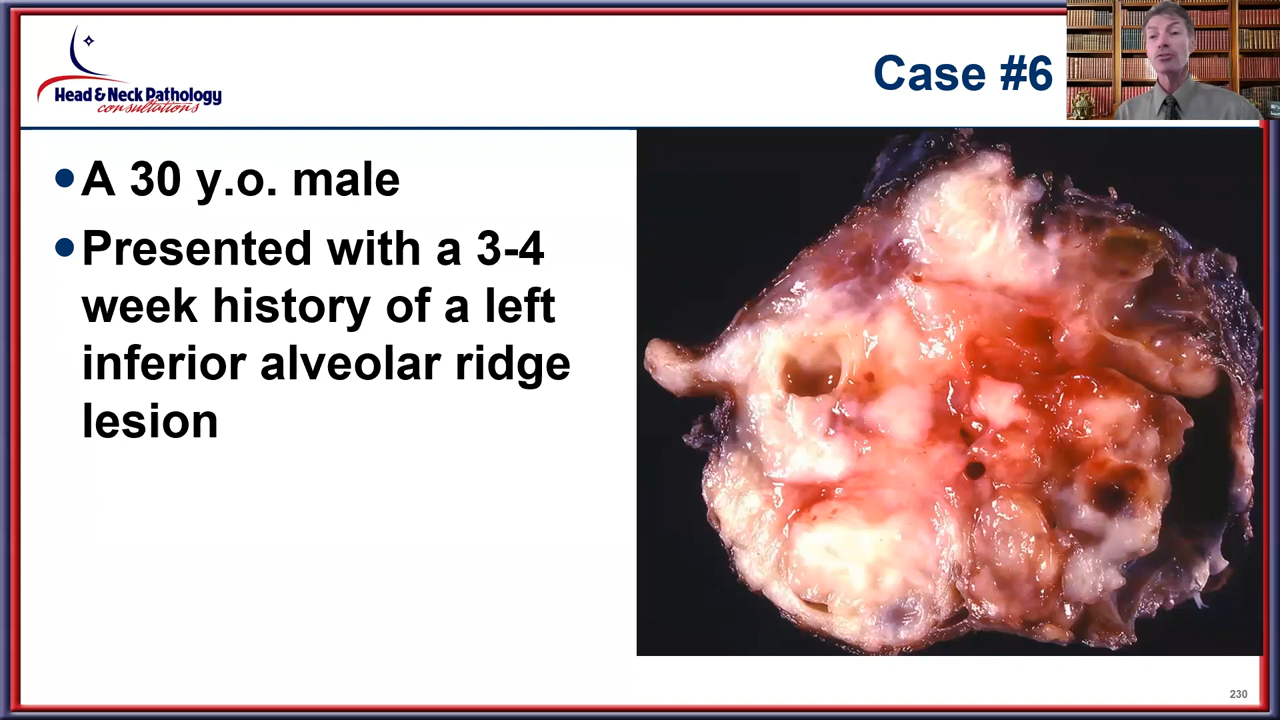 Head & Neck Pathology
consultations
Case #6
•A 30 y.o. male
•Presented with a 3-4
week history of a left
inferior alveolar ridge
lesion
230